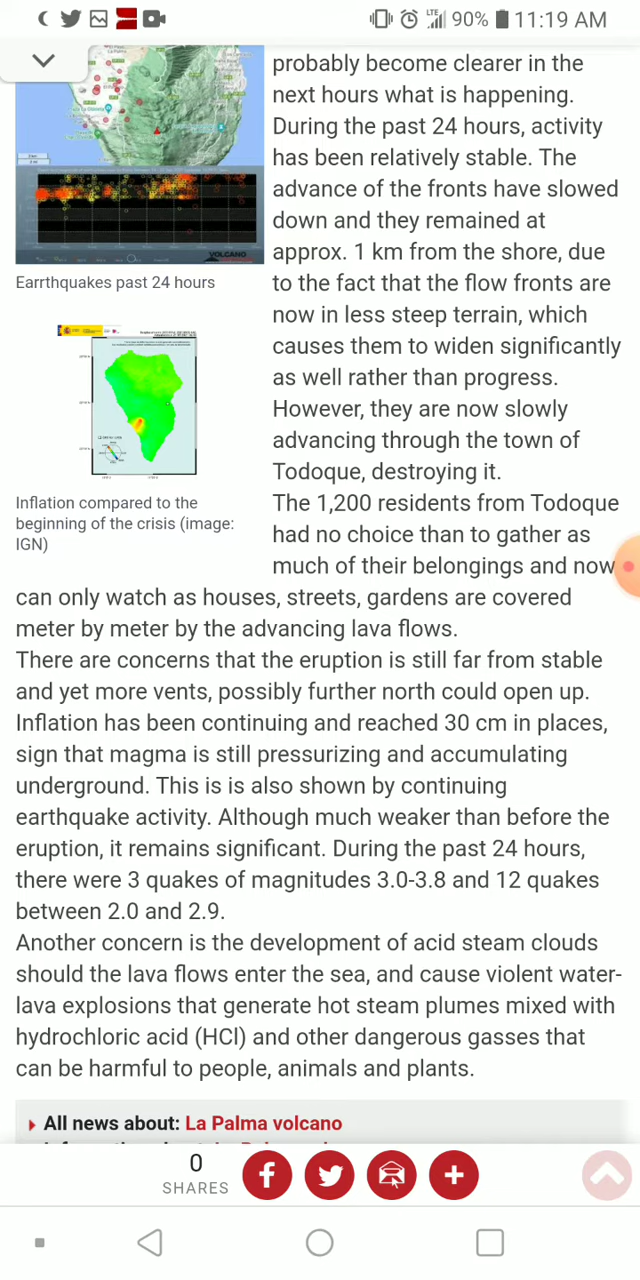 LTE 90% 11:19 AM
probably become clearer in the
next hours what is happening.
During the past 24 hours, activity
has been relatively stable. The
advance of the fronts have slowed
down and they remained at
approx. 1 km from the shore, due
to the fact that the flow fronts are
now in less steep terrain, which
causes them to widen significantly
as well rather than progress.
However, they are now slowly
advancing through the town of
Todoque, destroying it.
VOLCANO
Earrthquakes past 24 hours
Inflation compared to the
beginning of the crisis (image:
IGN)
The 1,200 residents from Todoque
had no choice than to gather as
much of their belongings and now
can only watch as houses, streets, gardens are covered
meter by meter by the advancing lava flows.
There are concerns that the eruption is still far from stable
and yet more vents, possibly further north could open up.
Inflation has been continuing and reached 30 cm in places,
sign that magma is still pressurizing and accumulating
underground. This is is also shown by continuing
earthquake activity. Although much weaker than before the
eruption, it remains significant. During the past 24 hours,
there were 3 quakes of magnitudes 3.0-3.8 and 12 quakes
between 2.0 and 2.9.
Another concern is the development of acid steam clouds
should the lava flows enter the sea, and cause violent water-
lava explosions that generate hot steam plumes mixed with
hydrochloric acid (HCl) and other dangerous gasses that
can be harmful to people, animals and plants.
All news about: La Palma volcano
0
SHARES